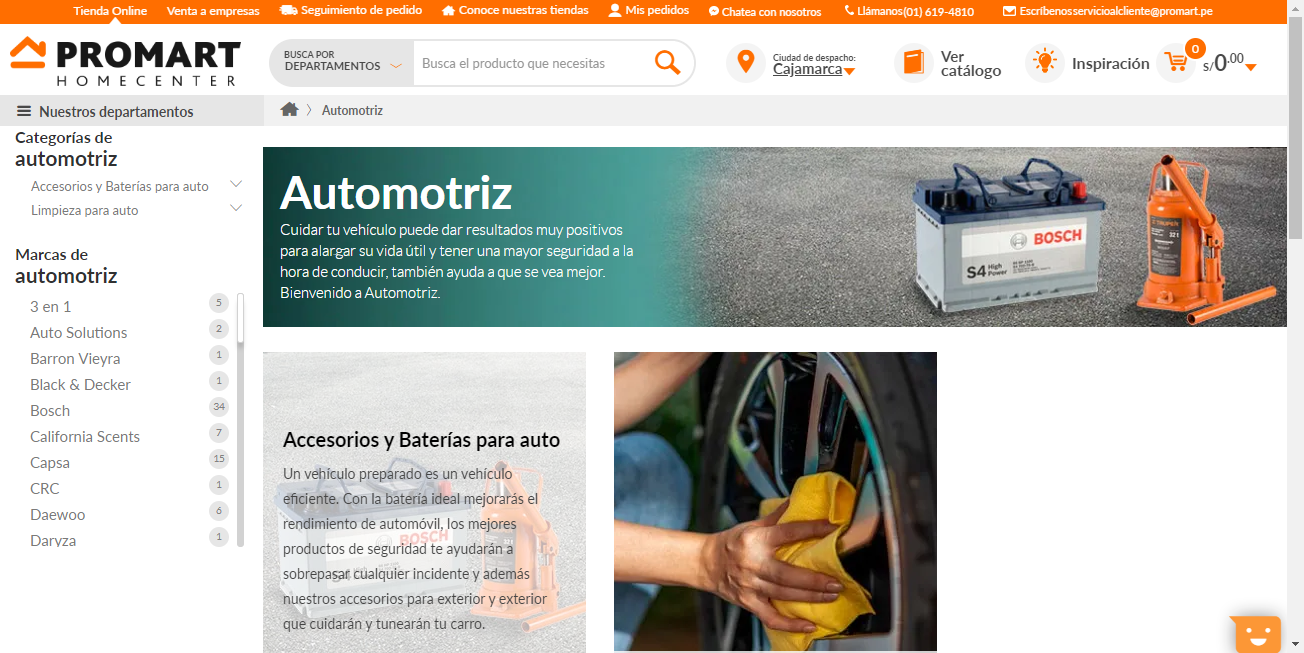 Tienda Online
Venta a empresas
Seguimiento de pedido
Conoce nuestras tiendas
Mis pedidos
Chatea con nosotros
Llámanos(01) 619-4810
Escríbenosservicioalcliente@promart.pe
PROMART
HOMECENTER
BUSCA POR
DEPARTAMENTOS
Busca el producto que necesitas
Ciudad de despacho:
Cajamarca
Ver
catálogo
Inspiración
0
S/0.00
Nuestros departamentos
Automotriz
Categorías de
automotriz
Accesorios y Baterías para auto
Limpieza para auto
Marcas de
automotriz
3 en 1 5
Auto Solutions 2
Barron Vieyra 1
Black & Decker 1
Bosch 34
California Scents 7
Capsa 15
CRC 1
Daewoo 6
Daryza 1
Automotriz
Cuidar tu vehículo puede dar resultados muy positivos
para alargar su vida útil y tener una mayor seguridad a la
hora de conducir, también ayuda a que se vea mejor.
Bienvenido a Automotriz.
BOSCH
S4 High
Power
Accesorios y Baterías para auto
Un vehículo preparado es un vehículo
eficiente. Con la batería ideal mejorarás el
rendimiento de automóvil, los mejores
productos de seguridad te ayudarán a
sobrepasar cualquier incidente y además
nuestros accesorios para exterior y exterior
que cuidarán y tunearán tu carro.
BOSCH